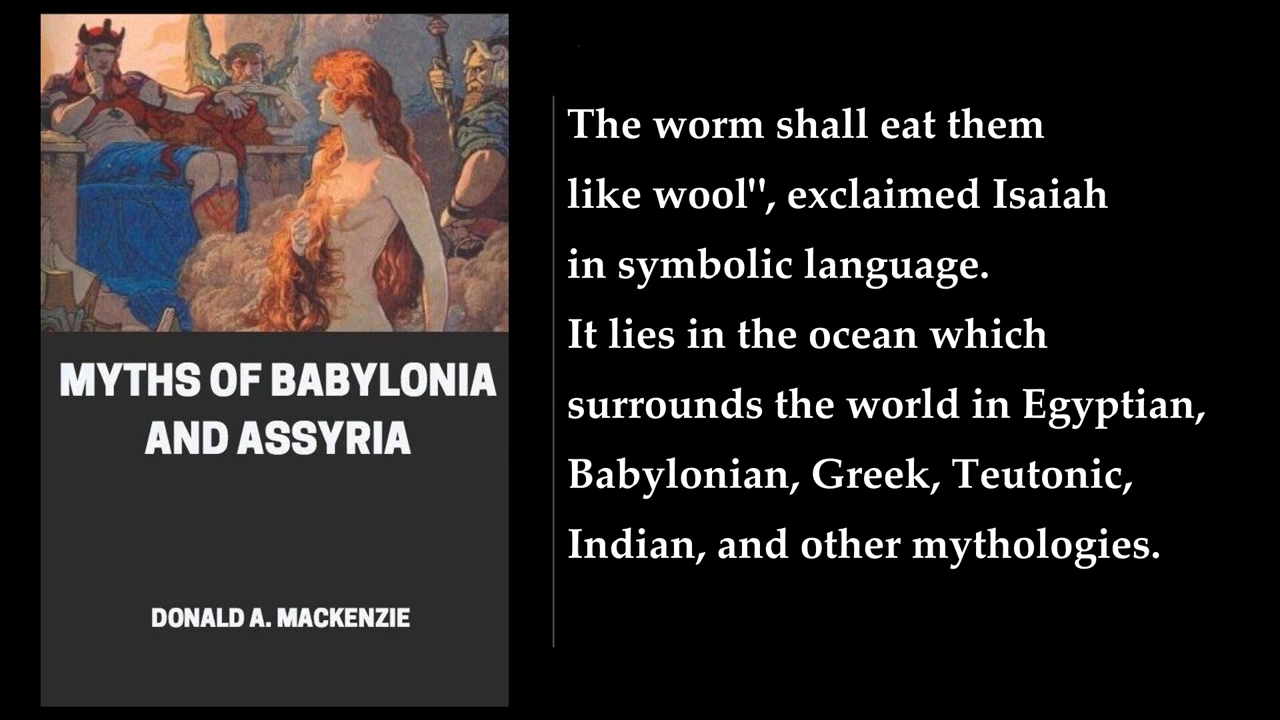 MYTHS OF BABYLONIA
AND ASSYRIA
DONALD A. MACKENZIE
The worm shall eat them
like wool", exclaimed Isaiah
in symbolic language.
It lies in the ocean which
surrounds the world in Egyptian,
Babylonian, Greek, Teutonic,
Indian, and other mythologies.